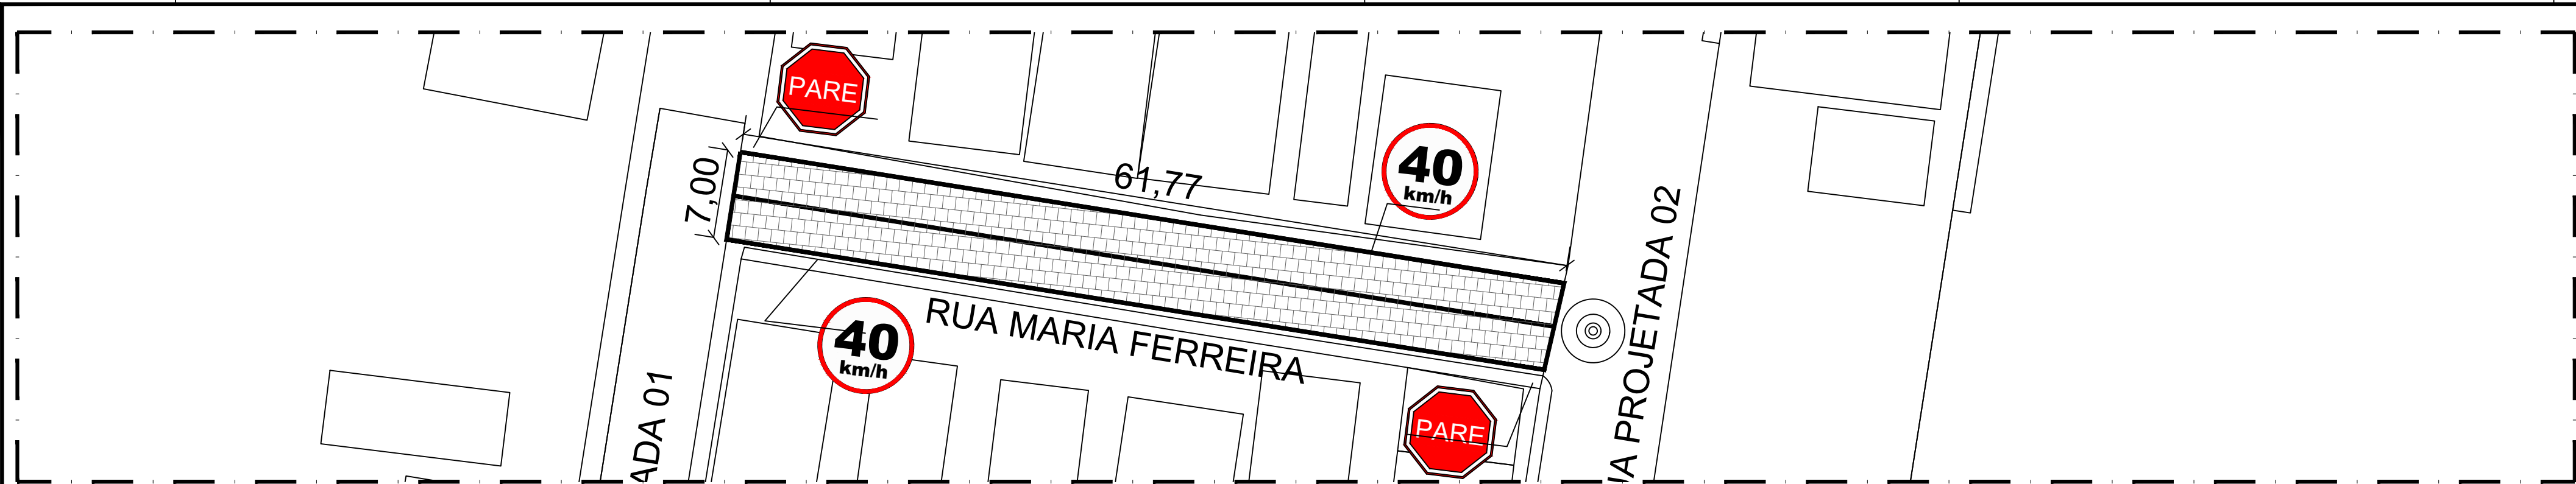 PARE
7,00
61,77
40
km/h
RUA MARIA FERREIRA
40
km/h
PARE
ADA 01
A PROJETADA 02